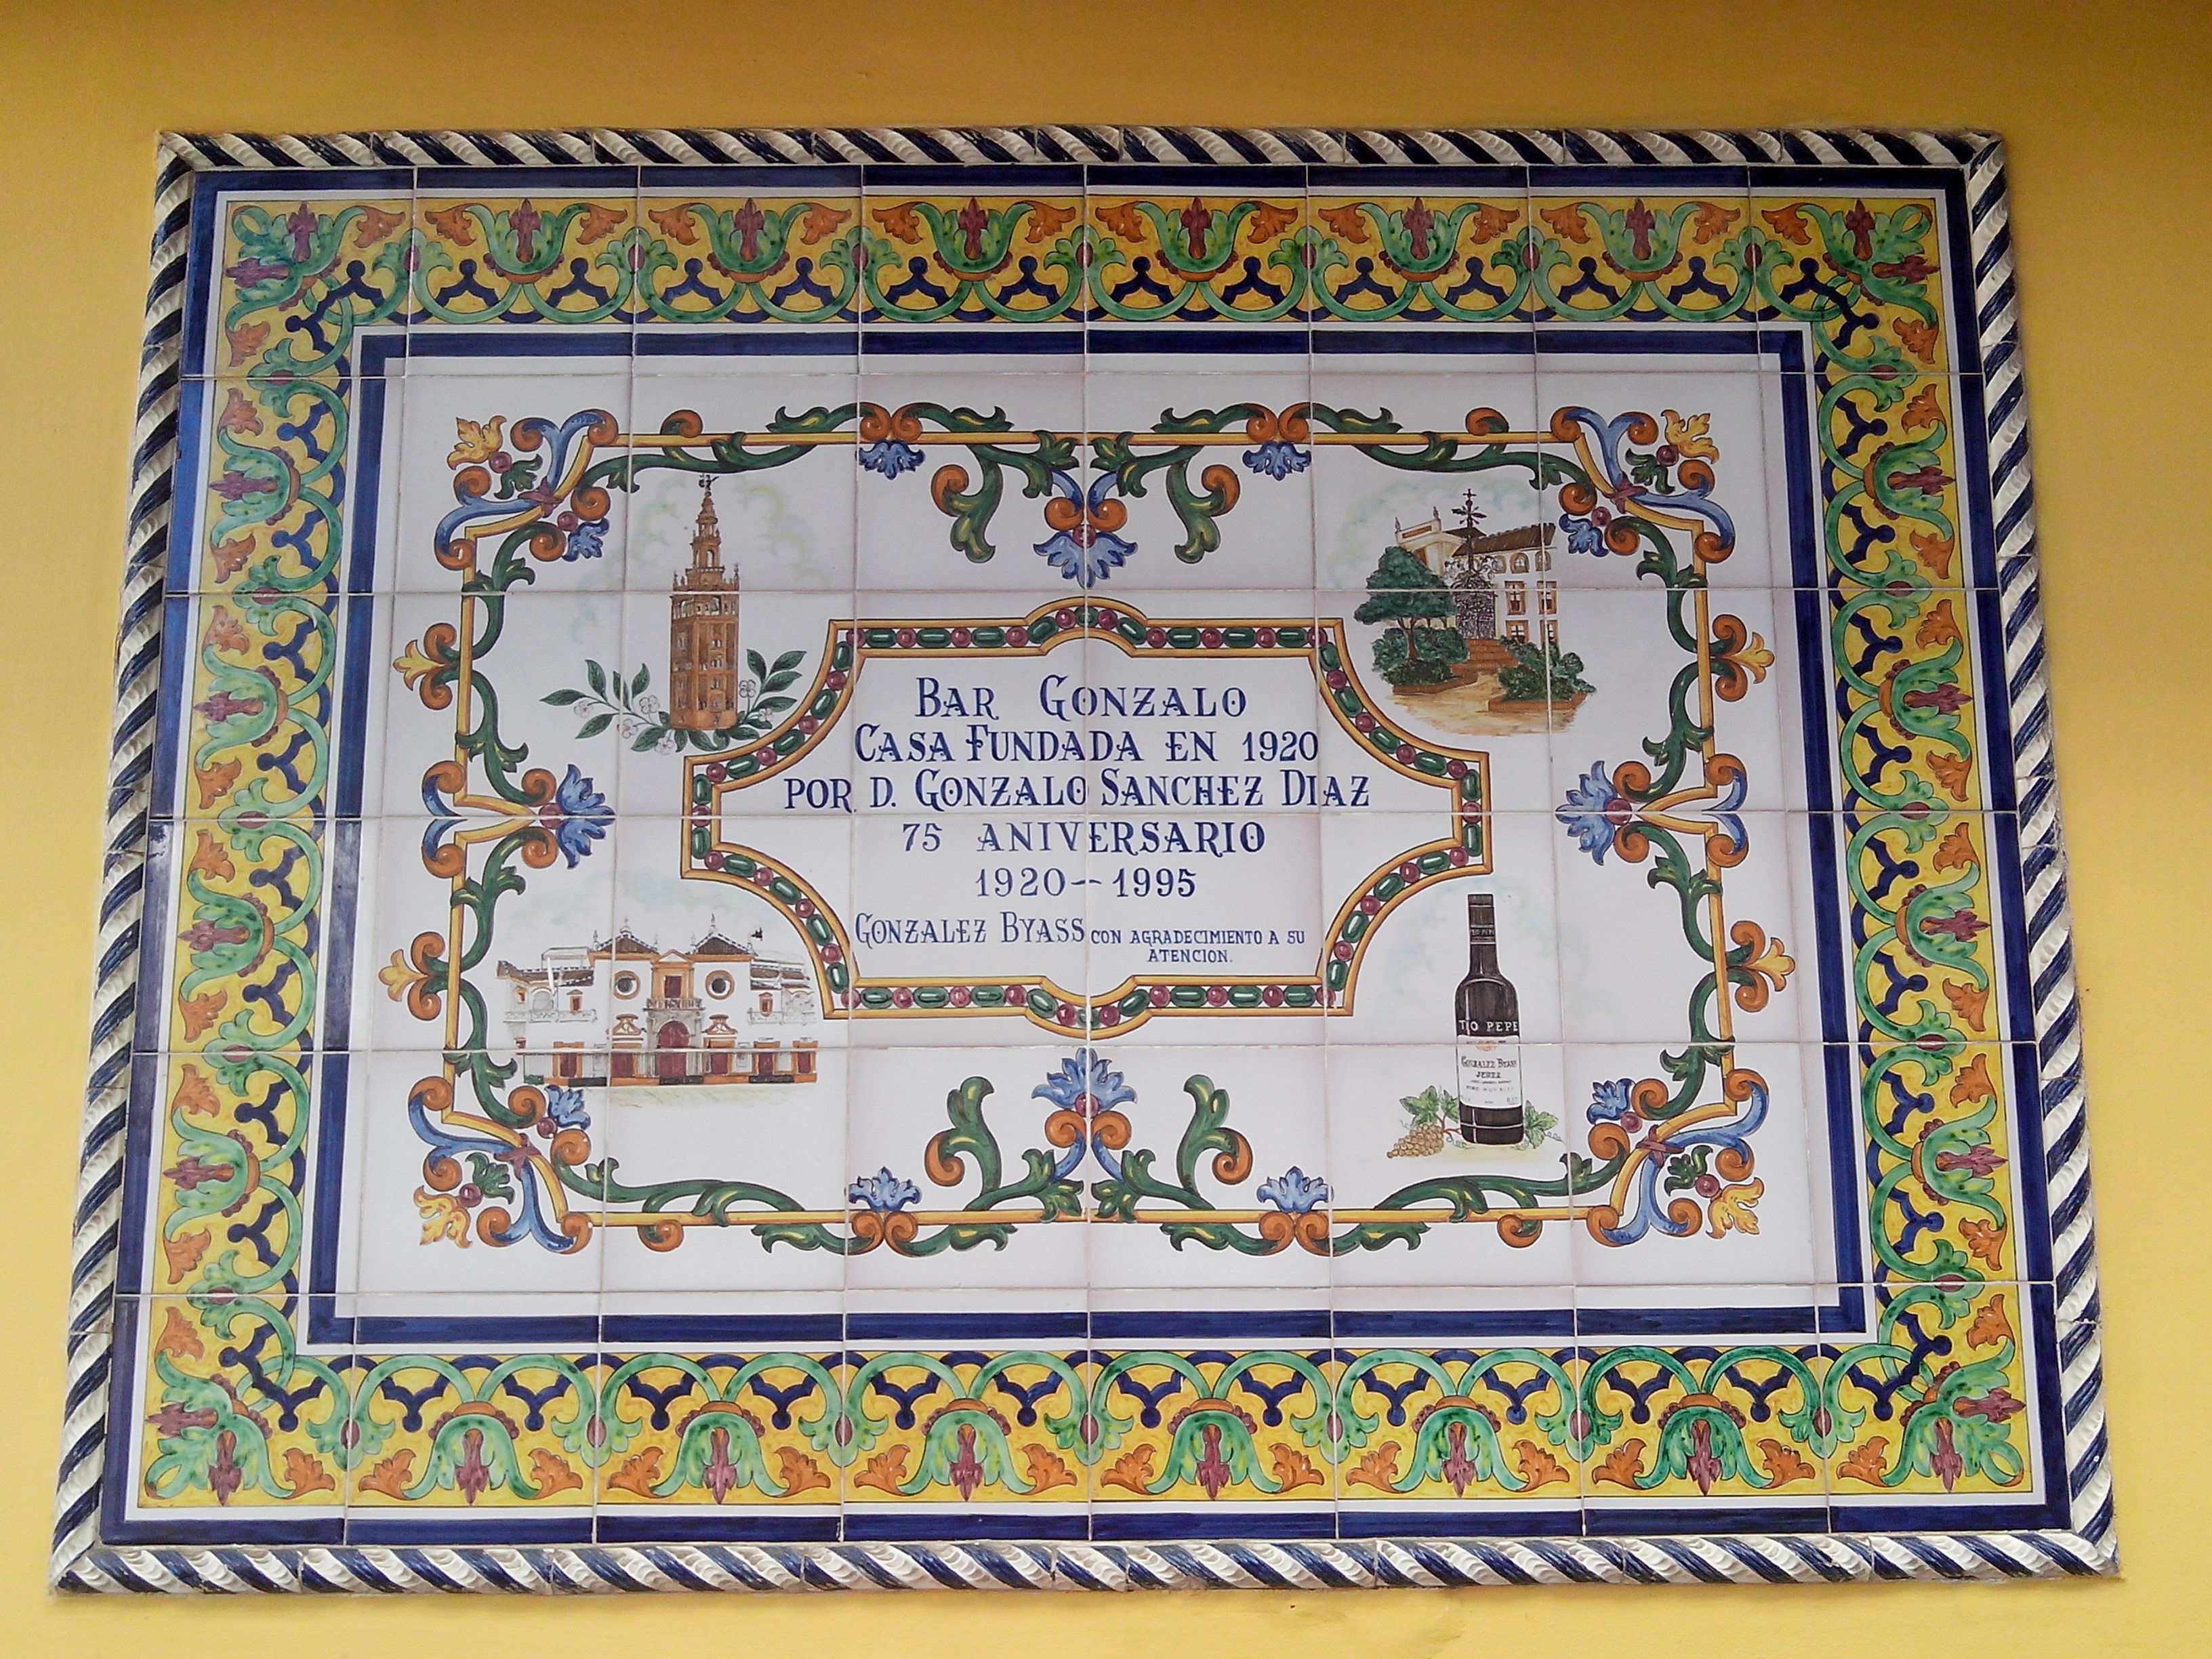 BAR GONZALO
CASA FUNDADA EN 1920
POR D. GONZALO SANCHEZ DIAZ
75 ANIVERSARIO
1920--1995
GONZALEZ BYASS CON AGRADECIMIENTO A SU
ATENCION.
TIO PEPE
GONZALEZ BYASS
JEREZ